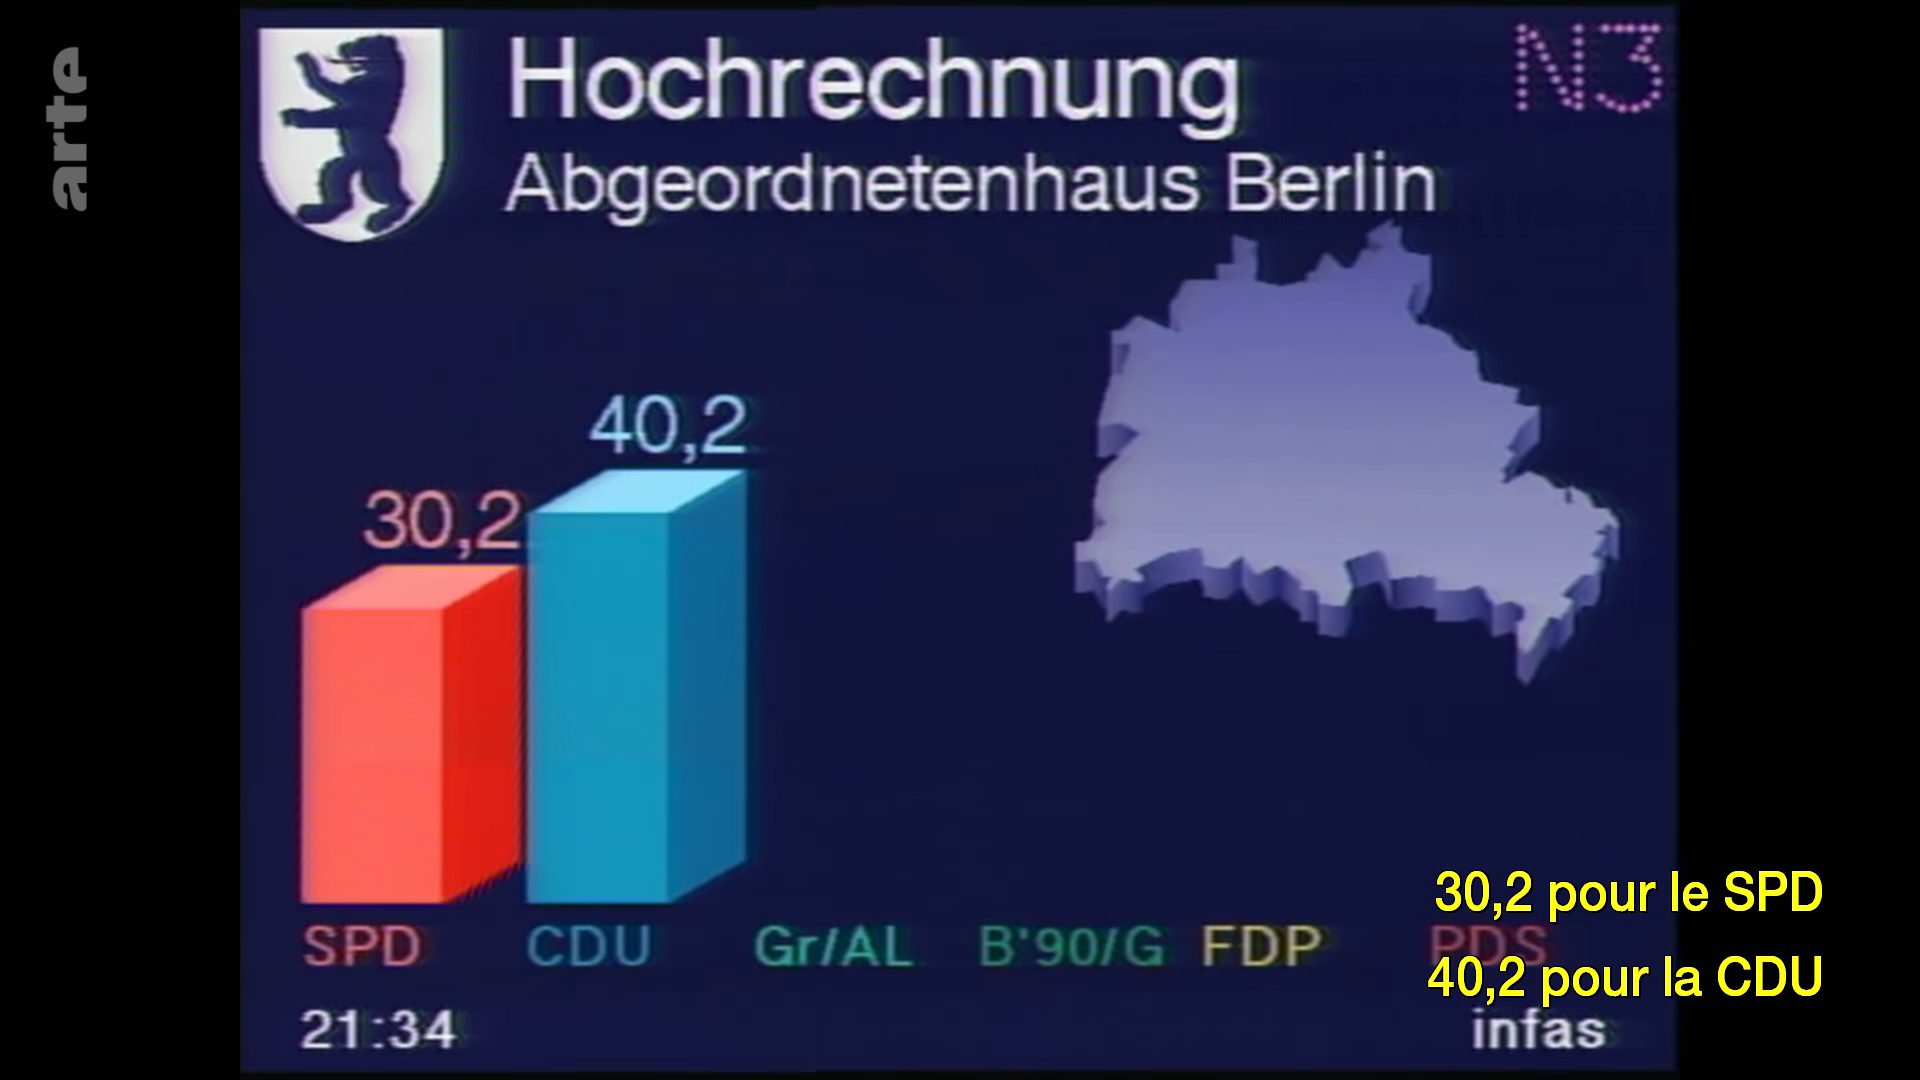 arte
Hochrechnung
N3
Abgeordnetenhaus Berlin
40,2
30,2
SPD CDU Gr/AL B'90/G FDP PDS
21:34
infas
30,2 pour le SPD
40,2 pour la CDU